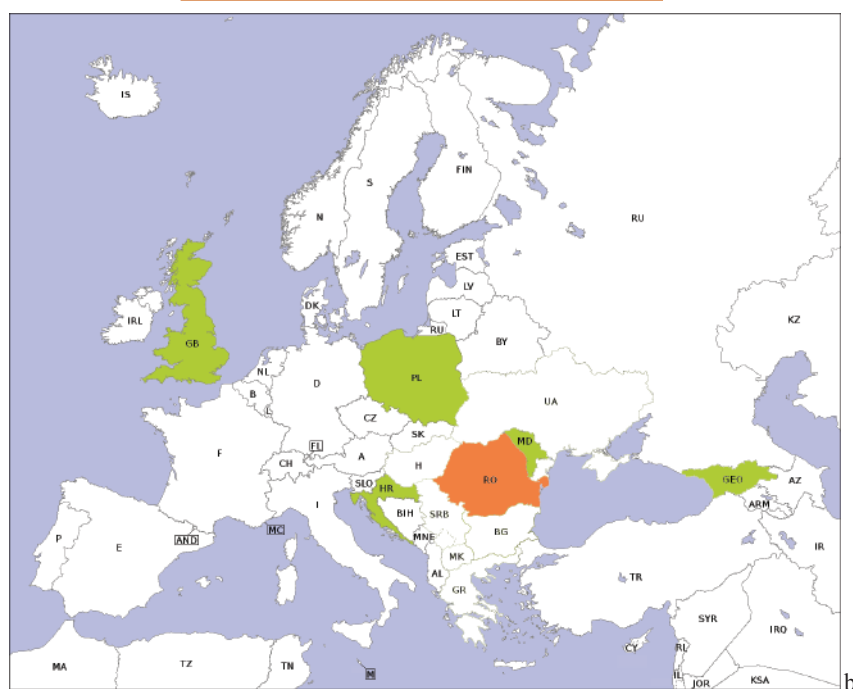 IS
FIN
S
N
RU
EST
LV
DK
LT
IRL
KZ
RU
GB
BY
NL
PL
D
B
UA
L
CZ
SK
MD
FL
F
A
H
CH
RO
GEO
AZ
SLO
HR
ARM
I
BIH
SRB
MC
BG
P
E
AND
MNE
IR
MK
AL
TR
GR
SYR
IRQ
CY
RL
MA
TZ
TN
M
IL
JOR
KSA
b